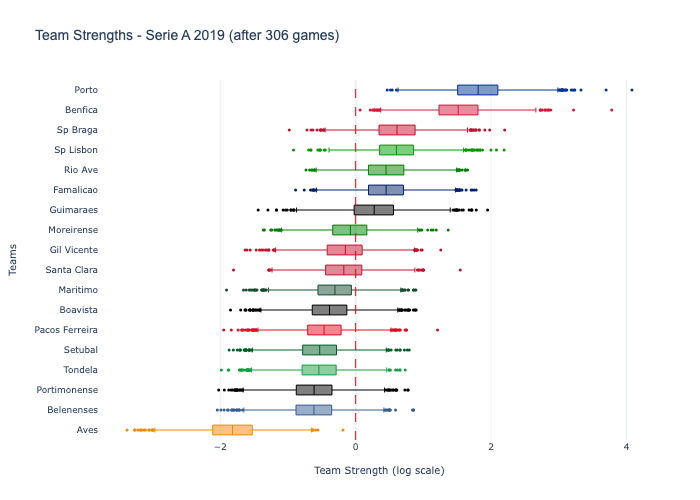 Team Strengths - Serie A 2019 (after 306 games)
Porto
Benfica
Sp Braga
Sp Lisbon
Rio Ave
Famalicao
Guimaraes
Moreirense
Gil Vicente
Santa Clara
Maritimo
Boavista
Pacos Ferreira
Setubal
Tondela
Portimonense
Belenenses
Aves
Teams
−2
0
2
4
Team Strength (log scale)